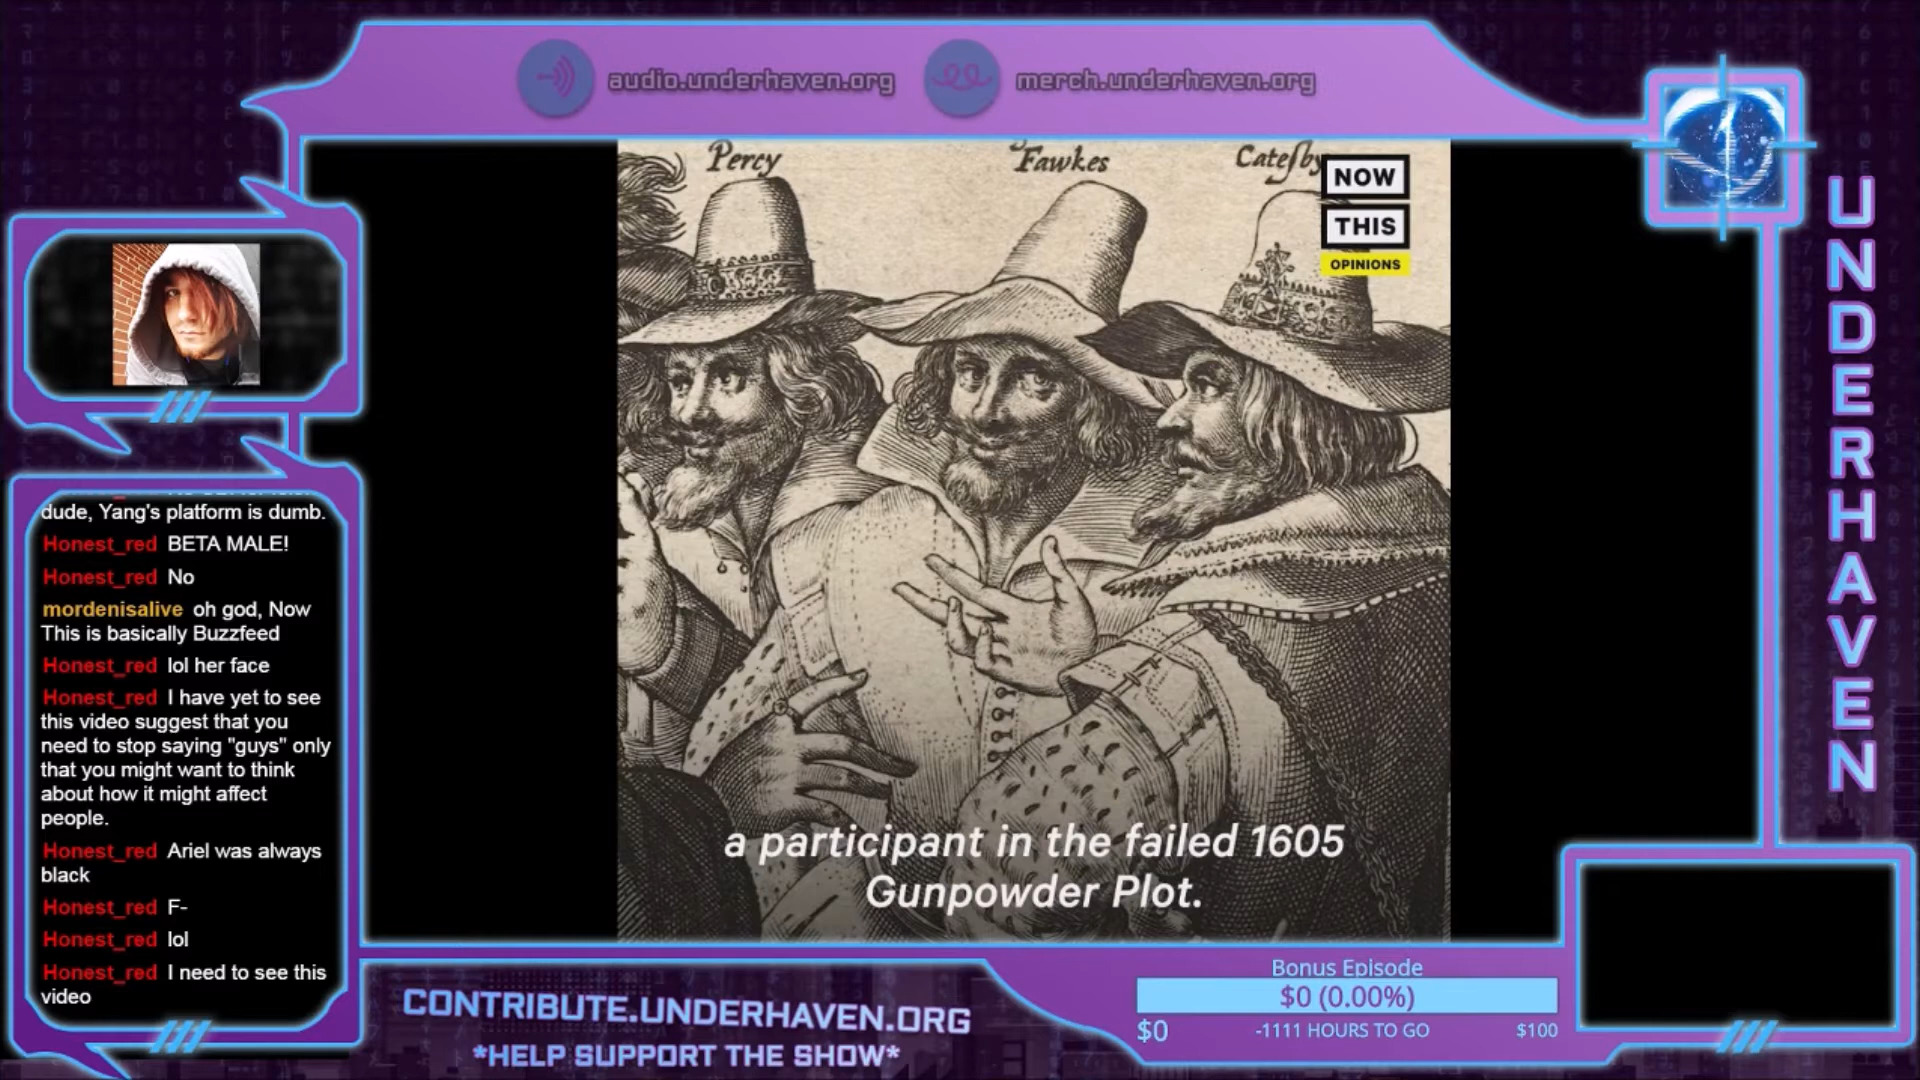 audio.underhaven.org
merch.underhaven.org
Percy
Fawkes
Catesby
NOW
THIS
OPINIONS
UNDERHAVEN
dude, Yang's platform is dumb.
Honest_red BETA MALE!
Honest_red No
mordenisalive oh god, Now
This is basically Buzzfeed
Honest_red lol her face
Honest_red I have yet to see
this video suggest that you
need to stop saying "guys" only
that you might want to think
about how it might affect
people.
Honest_red Ariel was always
black
Honest_red F-
Honest_red lol
Honest_red I need to see this
video
a participant in the failed 1605
Gunpowder Plot.
CONTRIBUTE.UNDERHAVEN.ORG
*HELP SUPPORT THE SHOW*
Bonus Episode
$0 (0.00%)
$0 -1111 HOURS TO GO $100